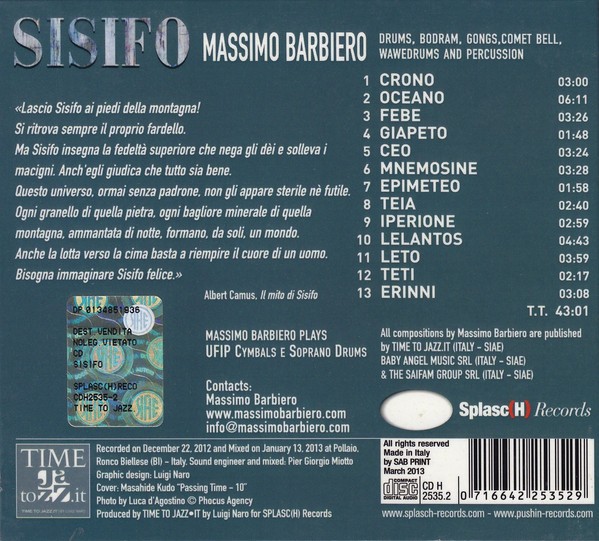 SISIFO MASSIMO BARBIERO
DRUMS, BODRAM, GONGS,COMET BELL,
WAWEDRUMS AND PERCUSSION
«Lascio Sisifo ai piedi della montagna!
Si ritrova sempre il proprio fardello.
Ma Sisifo insegna la fedeltà superiore che nega gli dèi e solleva i
macigni. Anch'egli giudica che tutto sia bene.
Questo universo, ormai senza padrone, non gli appare sterile nè futile.
Ogni granello di quella pietra, ogni bagliore minerale di quella
montagna, ammantata di notte, formano, da soli, un mondo.
Anche la lotta verso la cima basta a riempire il cuore di un uomo.
Bisogna immaginare Sisifo felice.»
Albert Camus, Il mito di Sisifo
1 CRONO 03:00
2 OCEANO 06:11
3 FEBE 03:26
4 GIAPETO 01:48
5 CEO 03:24
6 MNEMOSINE 03:28
7 EPIMETEO 01:58
8 TEIA 02:40
9 IPERIONE 02:59
10 LELANTOS 04:43
11 LETO 03:59
12 TETI 02:17
13 ERINNI 03:08
T.T. 43:01
DP 0134851836
DEST. VENDITA
NOLEG VIETATO
CD
SISIFO
SPLASC(H)RECO
CDH2535-2
TIME TO JAZZ.
MASSIMO BARBIERO PLAYS
UFIP CYMBALS E SOPRANO DRUMS
Contacts:
Massimo Barbiero
www.massimobarbiero.com
info@massimobarbiero.com
All compositions by Massimo Barbiero are published
by TIME TO JAZZ.IT (ITALY - SIAE)
BABY ANGEL MUSIC SRL (ITALY - SIAE)
& THE SAIFAM GROUP SRL (ITALY - SIAE)
Splasc(H) Records
TIME
to jazz.it
Recorded on December 22, 2012 and Mixed on January 13, 2013 at Pollaio,
Ronco Biellese (BI) - Italy. Sound engineer and mixed: Pier Giorgio Miotto
Graphic design: Luigi Naro
Cover: Masahide Kudo "Passing Time – 10"
Photo by Luca d'Agostino © Phocus Agency
Produced by TIME TO JAZZ•IT by Luigi Naro for SPLASC(H) Records
All rights reserved
Made in Italy
by SAB PRINT
March 2013
COMPACT
disc
DIGITAL AUDIO
CD H
2535.2
0 716642 253529
www.splasch-records.com - www.pushin-records.com